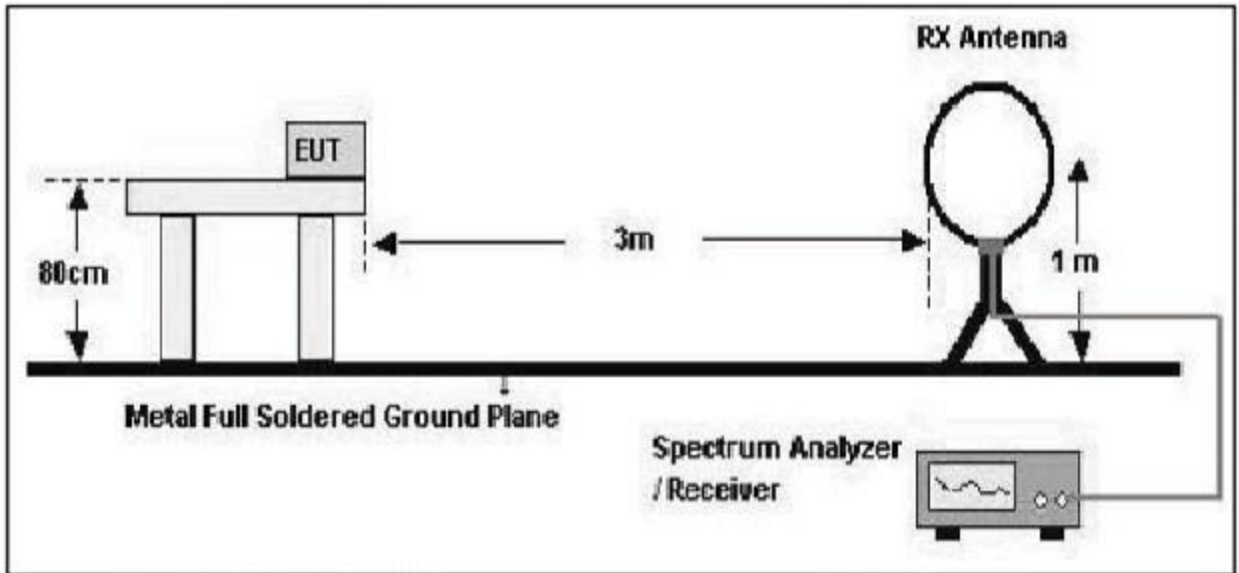 RX Antenna
EUT
80cm
3m
1 m
Metal Full Soldered Ground Plane
Spectrum Analyzer
/ Receiver